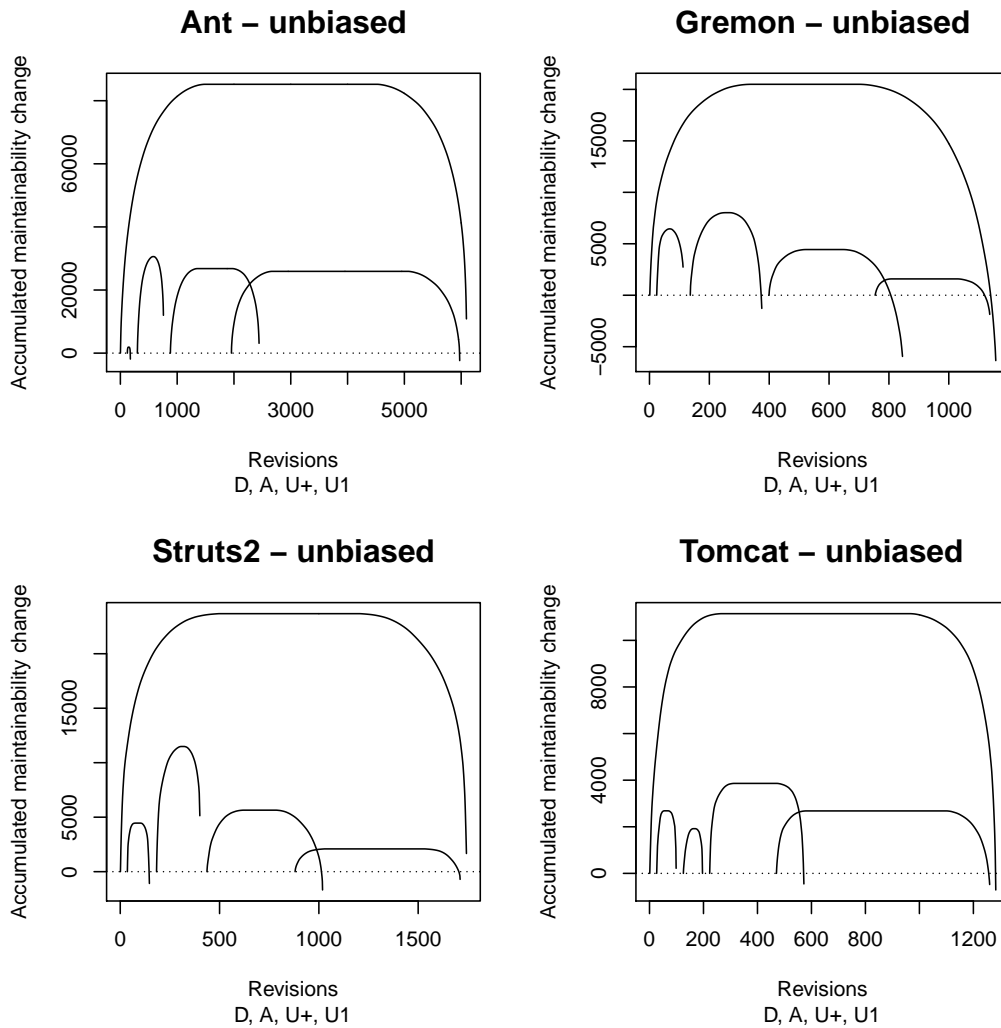 Ant – unbiased
Accumulated maintainability change
0
20000
60000
0
1000
3000
5000
Revisions
D, A, U+, U1
Gremon – unbiased
Accumulated maintainability change
−5000
5000
15000
0
200
400
600
800
1000
Revisions
D, A, U+, U1
Struts2 – unbiased
Accumulated maintainability change
0
5000
15000
0
500
1000
1500
Revisions
D, A, U+, U1
Tomcat – unbiased
Accumulated maintainability change
0
4000
8000
0
200
400
600
800
1200
Revisions
D, A, U+, U1